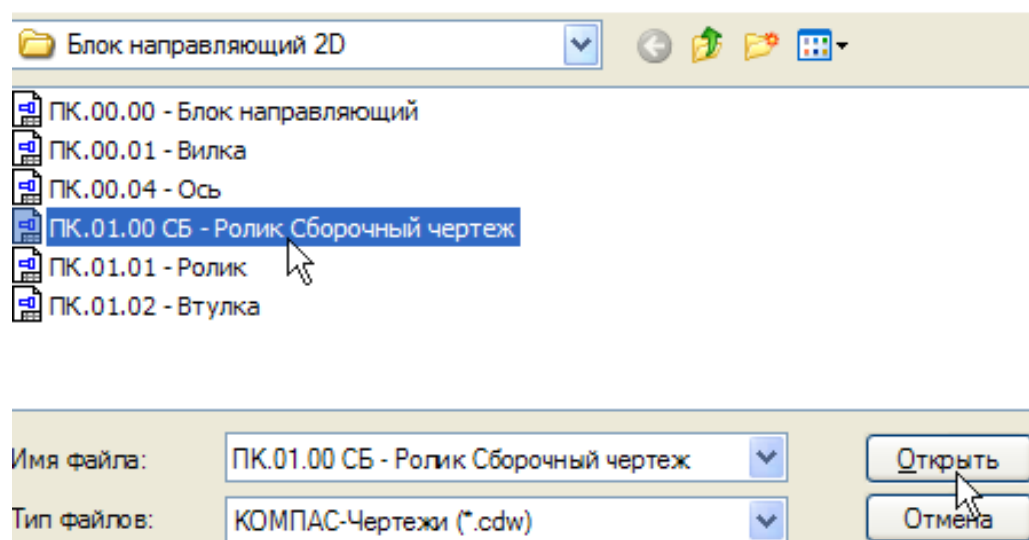 Блок направляющий 2D
ПК.00.00 - Блок направляющий
ПК.00.01 - Вилка
ПК.00.04 - Ось
ПК.01.00 СБ - Ролик Сборочный чертеж
ПК.01.01 - Ролик
ПК.01.02 - Втулка
Имя файла: ПК.01.00 СБ - Ролик Сборочный чертеж Открыть
Тип файлов: КОМПАС-Чертежи (*.cdw) Отмена